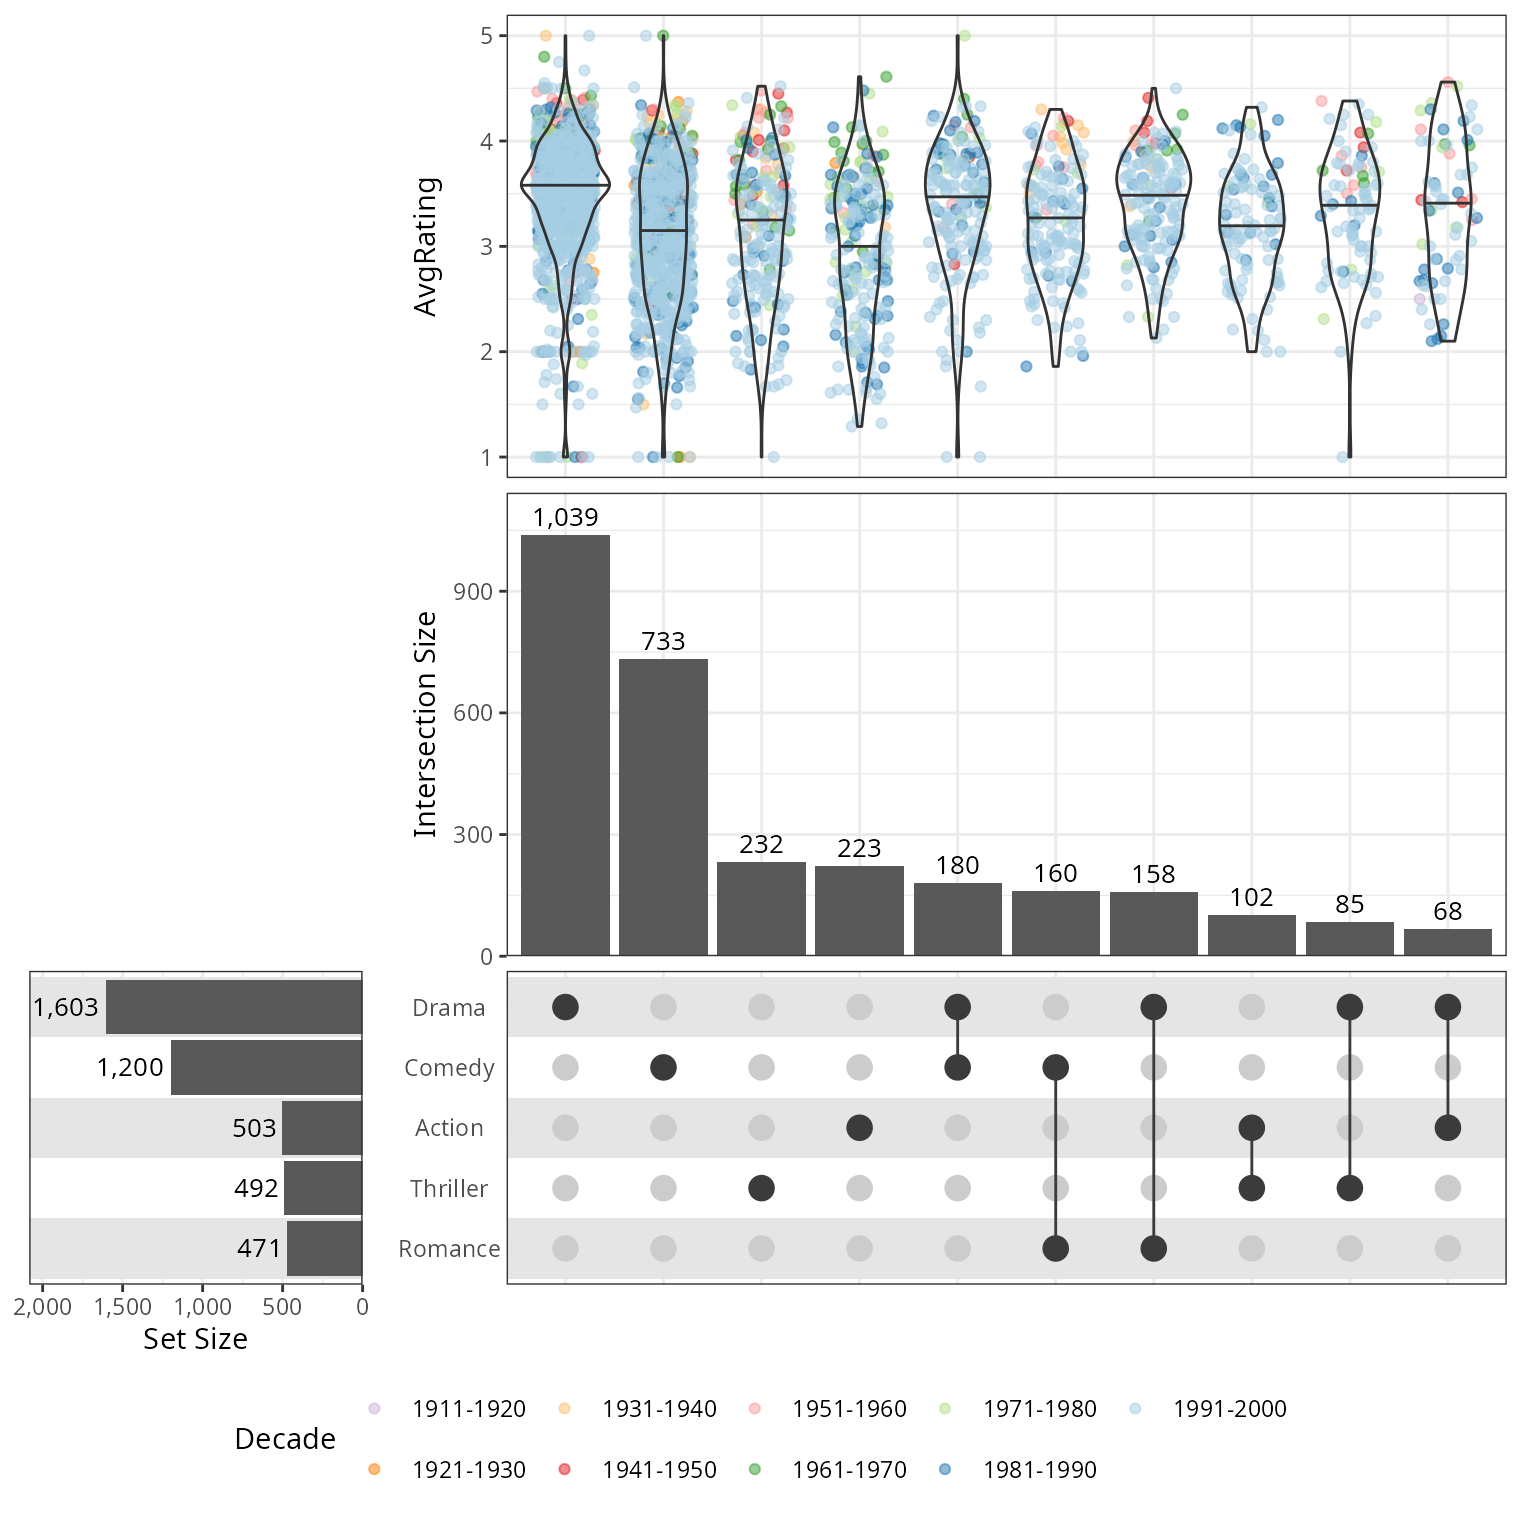 5
4
3
2
1
AvgRating
1,039
733
232
223
180
160
158
102
85
68
900
600
300
0
Intersection Size
1,603
1,200
503
492
471
Drama
Comedy
Action
Thriller
Romance
2,000 1,500 1,000 500 0
Set Size
Decade
1911-1920 1931-1940 1951-1960 1971-1980 1991-2000
1921-1930 1941-1950 1961-1970 1981-1990